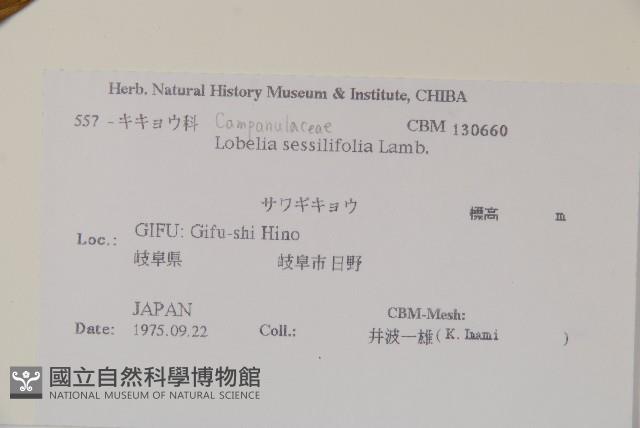 Herb. Natural History Museum & Institute, CHIBA
557 - キキョウ科 Campanulaceae CBM 130660
Lobelia sessilifolia Lamb.
サワギキョウ 標高 m
Loc.: GIFU: Gifu-shi Hino
岐阜県 岐阜市日野
JAPAN CBM-Mesh:
Date: 1975.09.22 Coll.: 井波一雄( K. Inami )
國立自然科學博物館
NATIONAL MUSEUM OF NATURAL SCIENCE